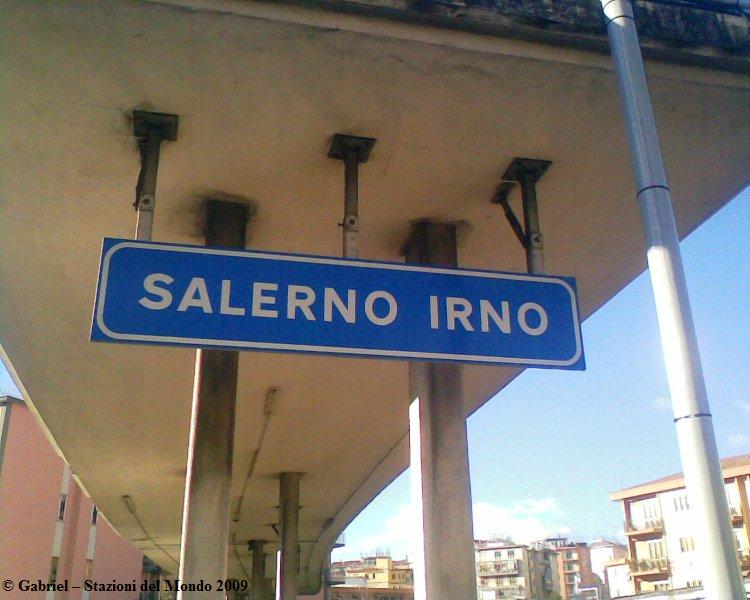 SALERNO IRNO
© Gabriel – Stazioni del Mondo 2009